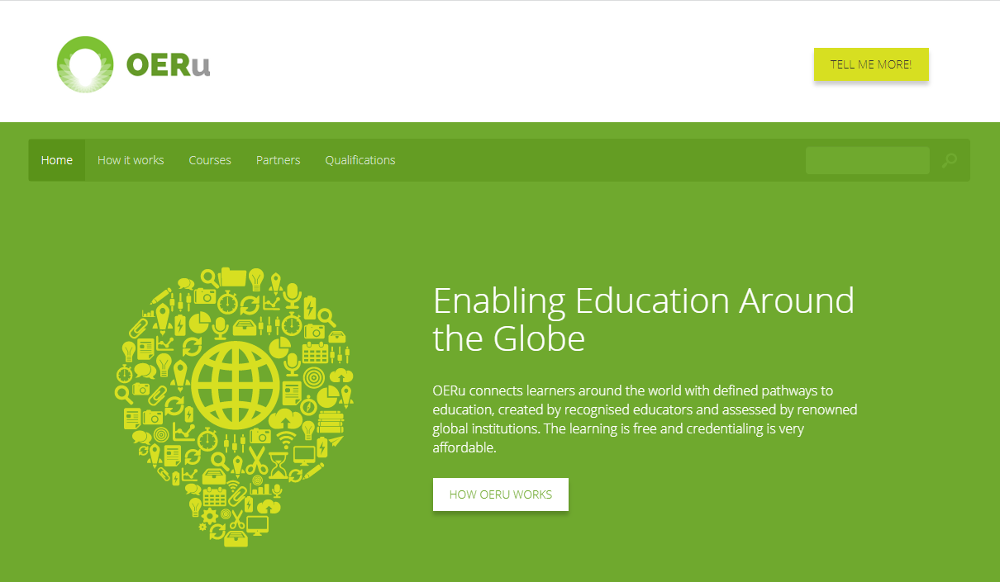 OERu
TELL ME MORE!
Home How it works Courses Partners Qualifications
Enabling Education Around
the Globe
OERu connects learners around the world with defined pathways to
education, created by recognised educators and assessed by renowned
global institutions. The learning is free and credentialing is very
affordable.
HOW OERU WORKS